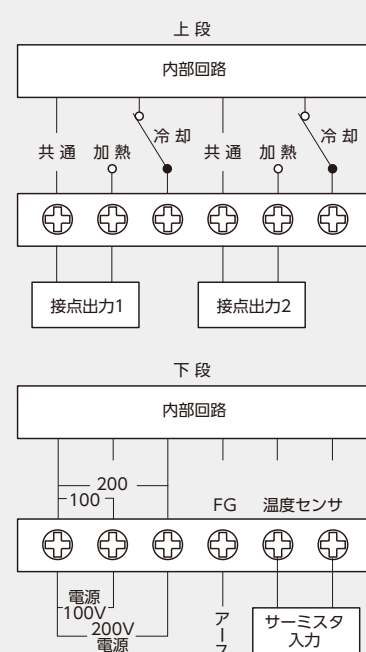 上段
内部回路
冷却
冷却
共通 加熱 共通 加熱
接点出力1 接点出力2
下段
内部回路
200
100
FG 温度センサ
電源
100V
200V
電源
アース
サーミスタ
入力